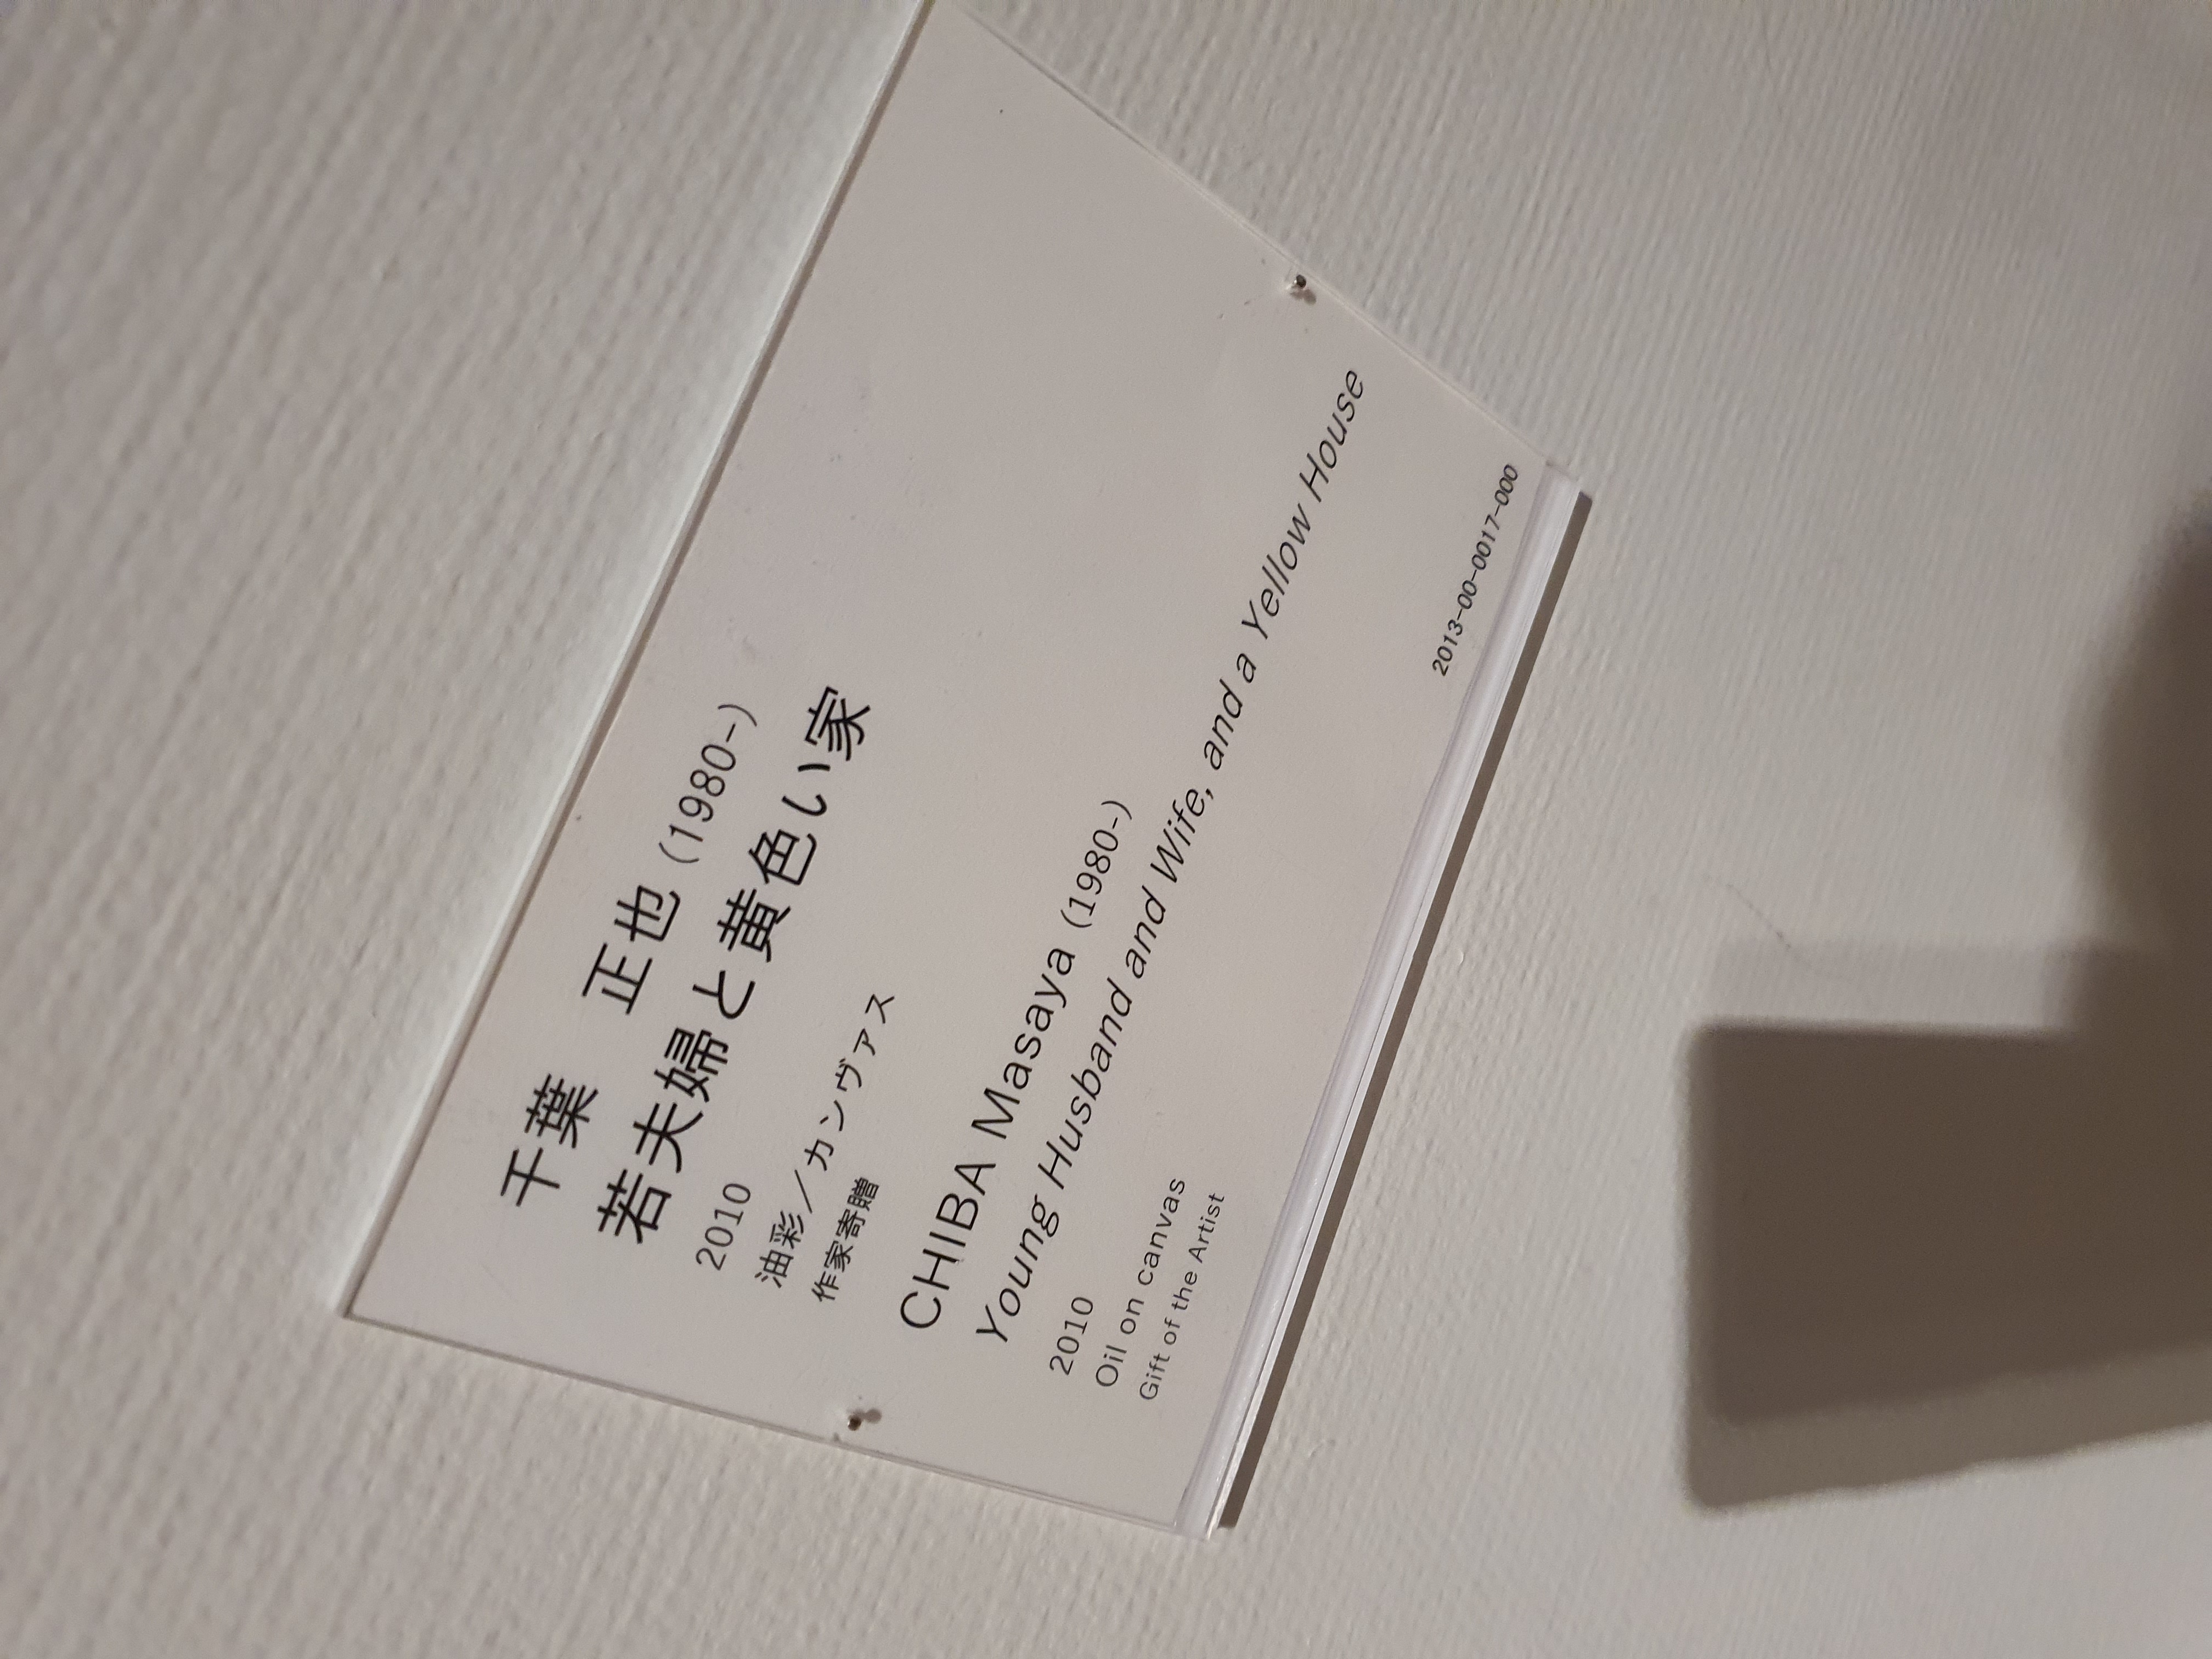 千葉　正也 (1980-)
若夫婦と黄色い家
2010
油彩／カンヴァス
作家寄贈
CHIBA Masaya (1980-)
Young Husband and Wife, and a Yellow House
2010
Oil on canvas
Gift of the Artist
2013-00-0017-000